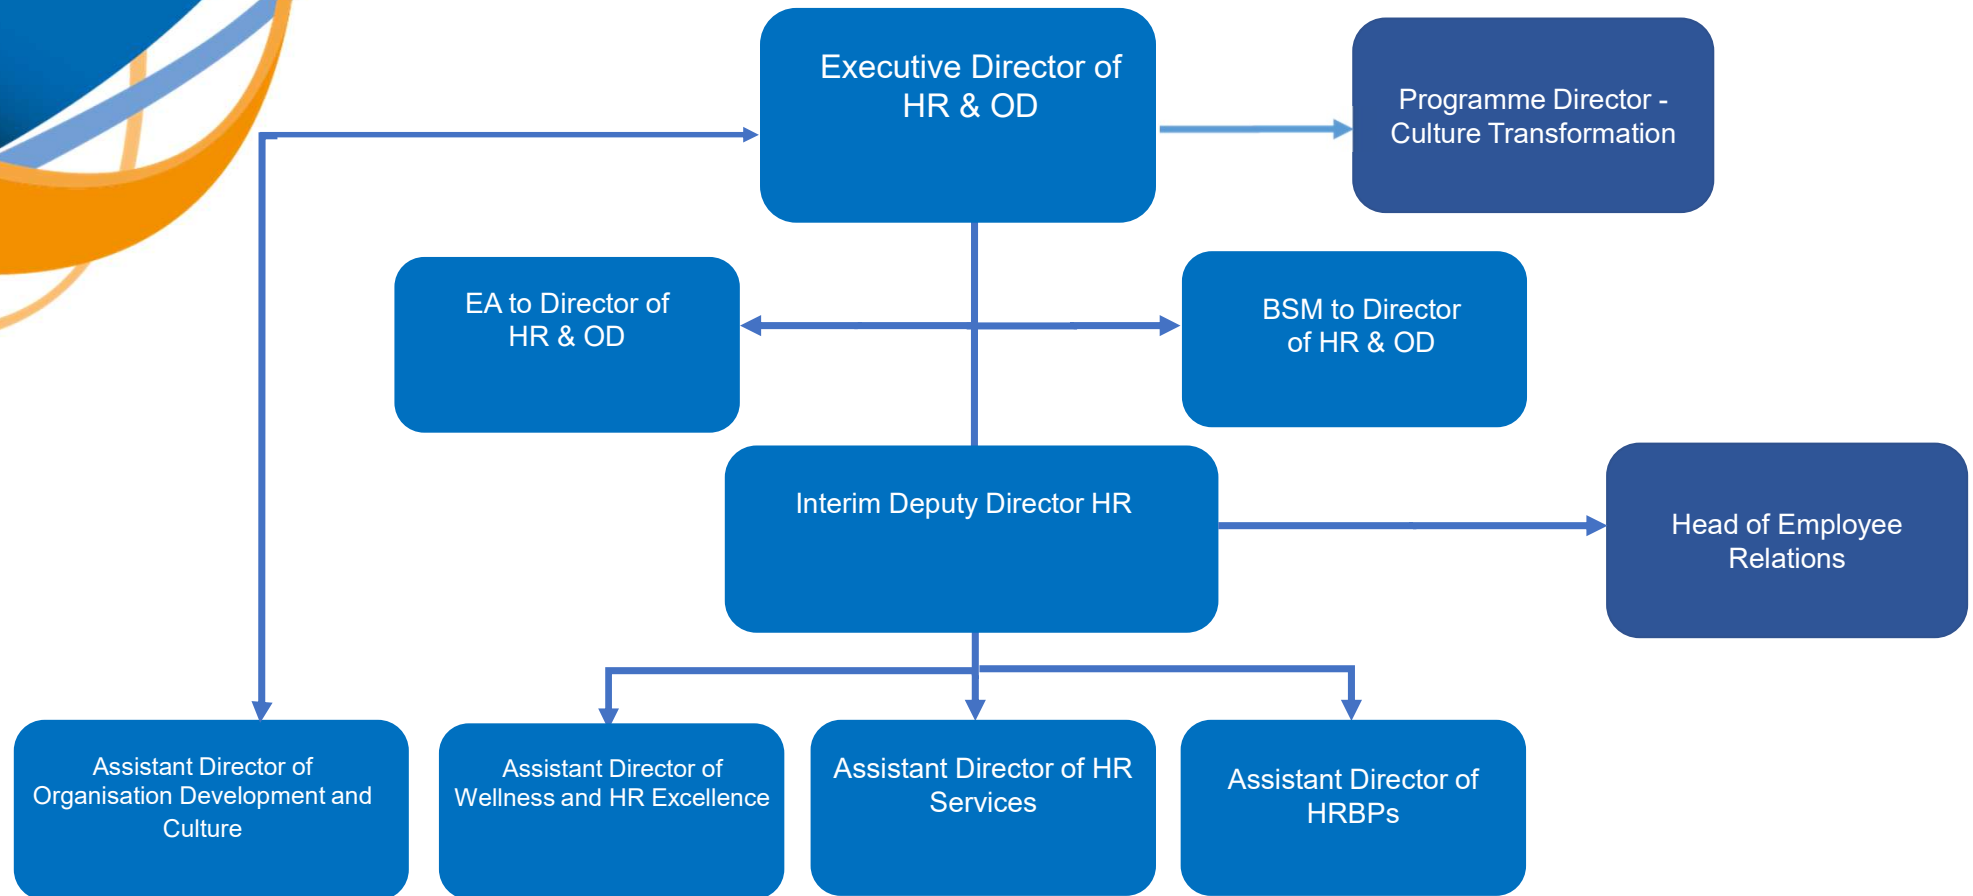 Executive Director of
HR & OD
Programme Director -
Culture Transformation
EA to Director of
HR & OD
BSM to Director
of HR & OD
Interim Deputy Director HR
Head of Employee
Relations
Assistant Director of
Organisation Development and
Culture
Assistant Director of
Wellness and HR Excellence
Assistant Director of HR
Services
Assistant Director of
HRBPs